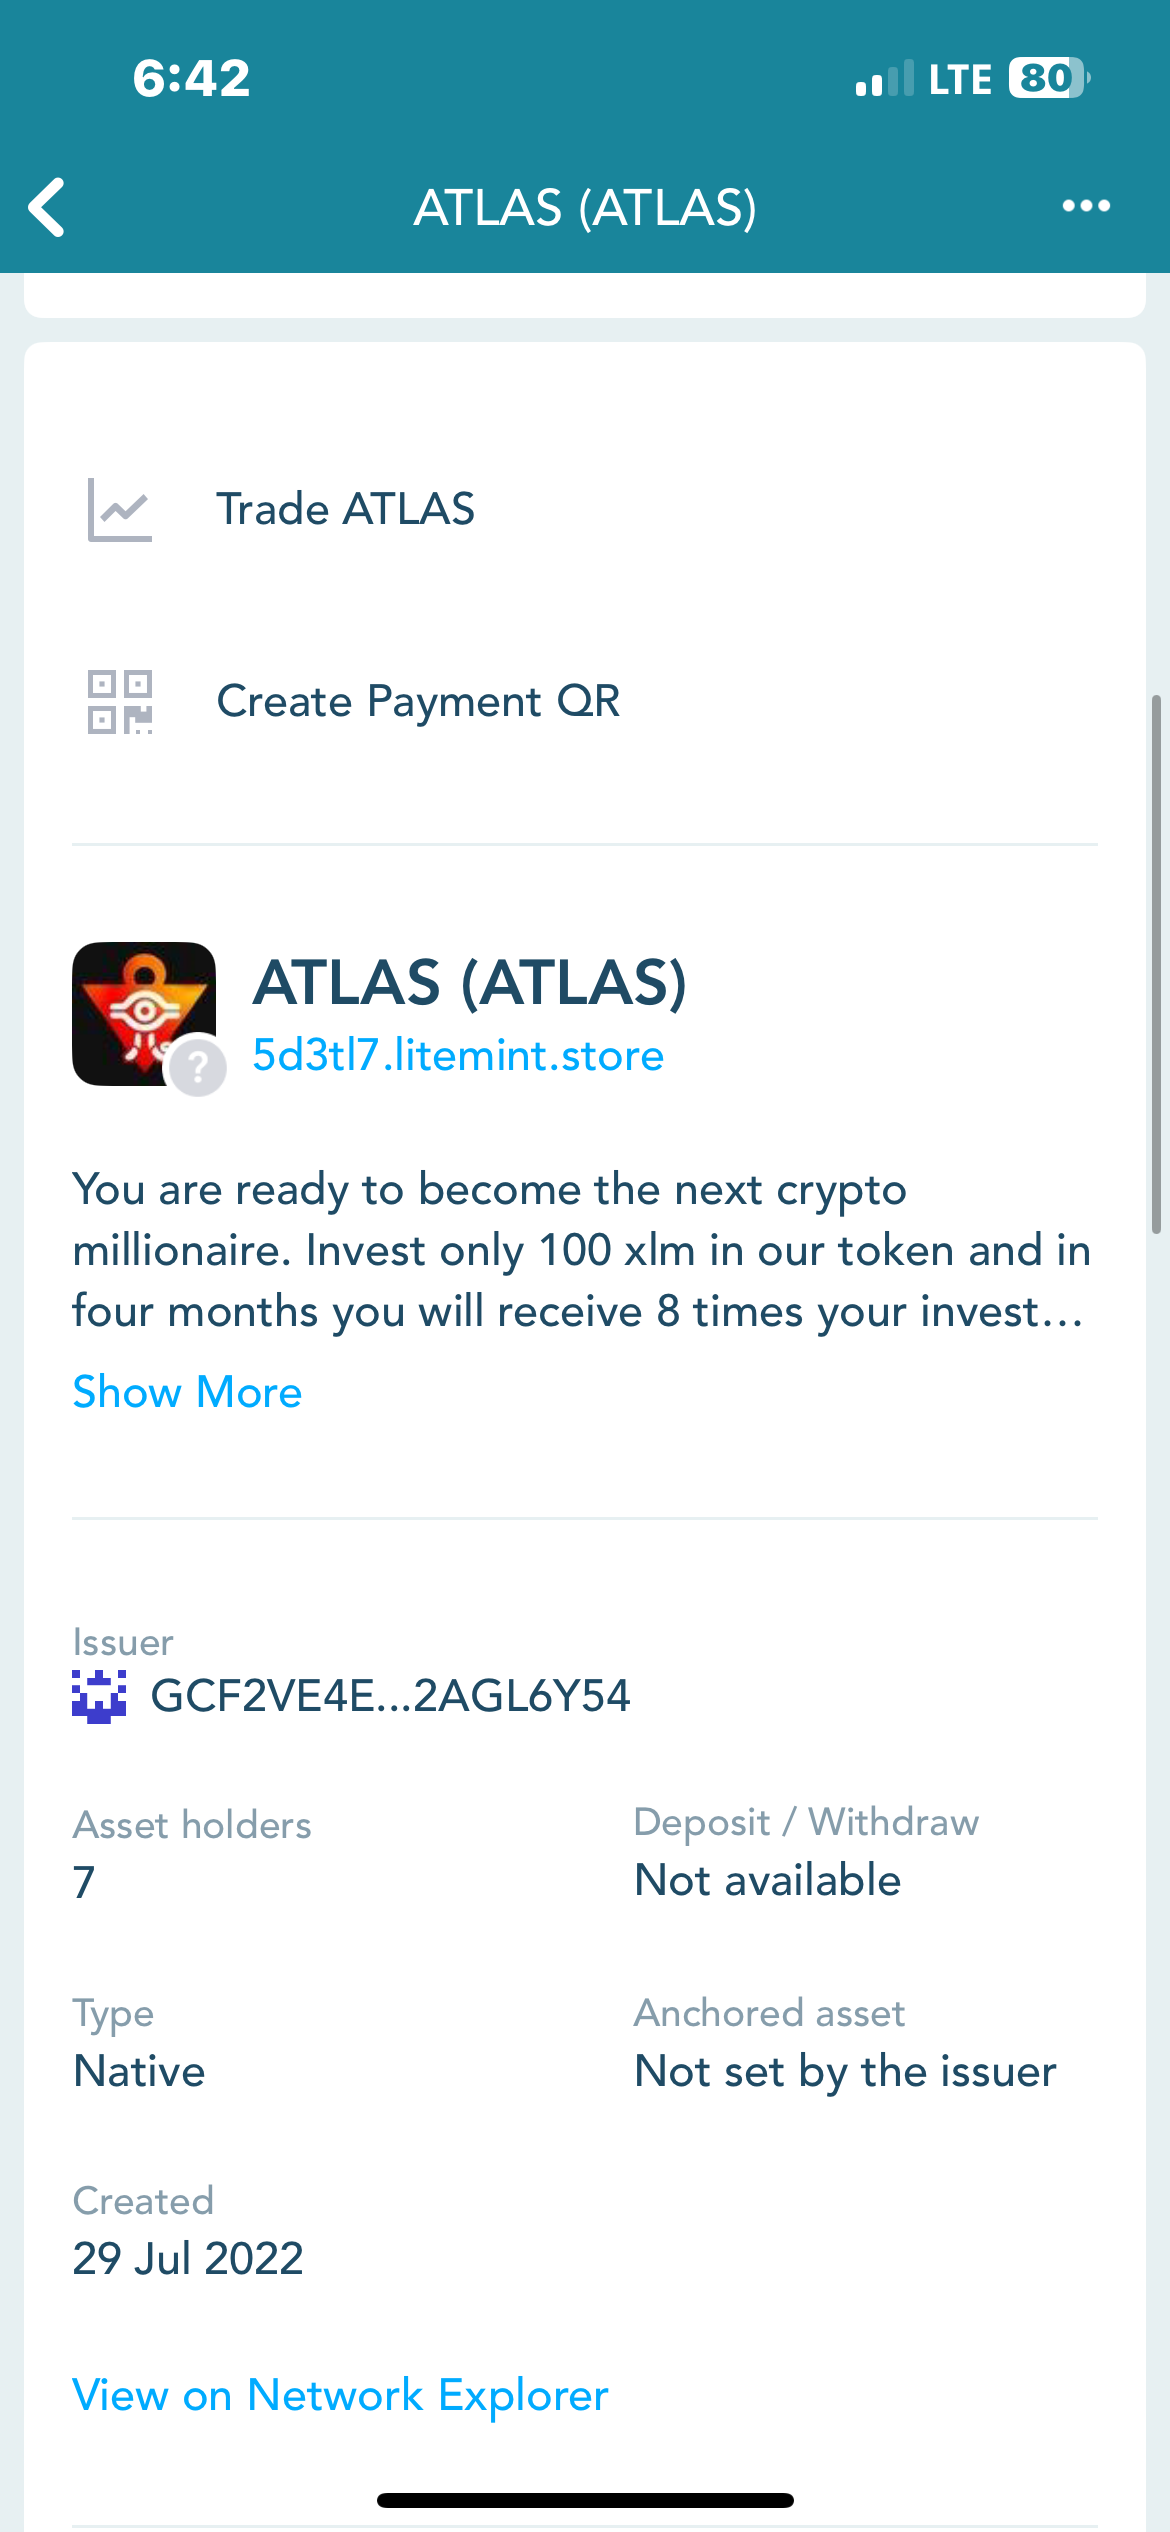 6:42
LTE 80
ATLAS (ATLAS)
Trade ATLAS
Create Payment QR
ATLAS (ATLAS)
?
5d3tl7.litemint.store
You are ready to become the next crypto
millionaire. Invest only 100 xlm in our token and in
four months you will receive 8 times your invest...
Show More
Issuer
GCF2VE4E...2AGL6Y54
Asset holders
7
Deposit / Withdraw
Not available
Type
Native
Anchored asset
Not set by the issuer
Created
29 Jul 2022
View on Network Explorer